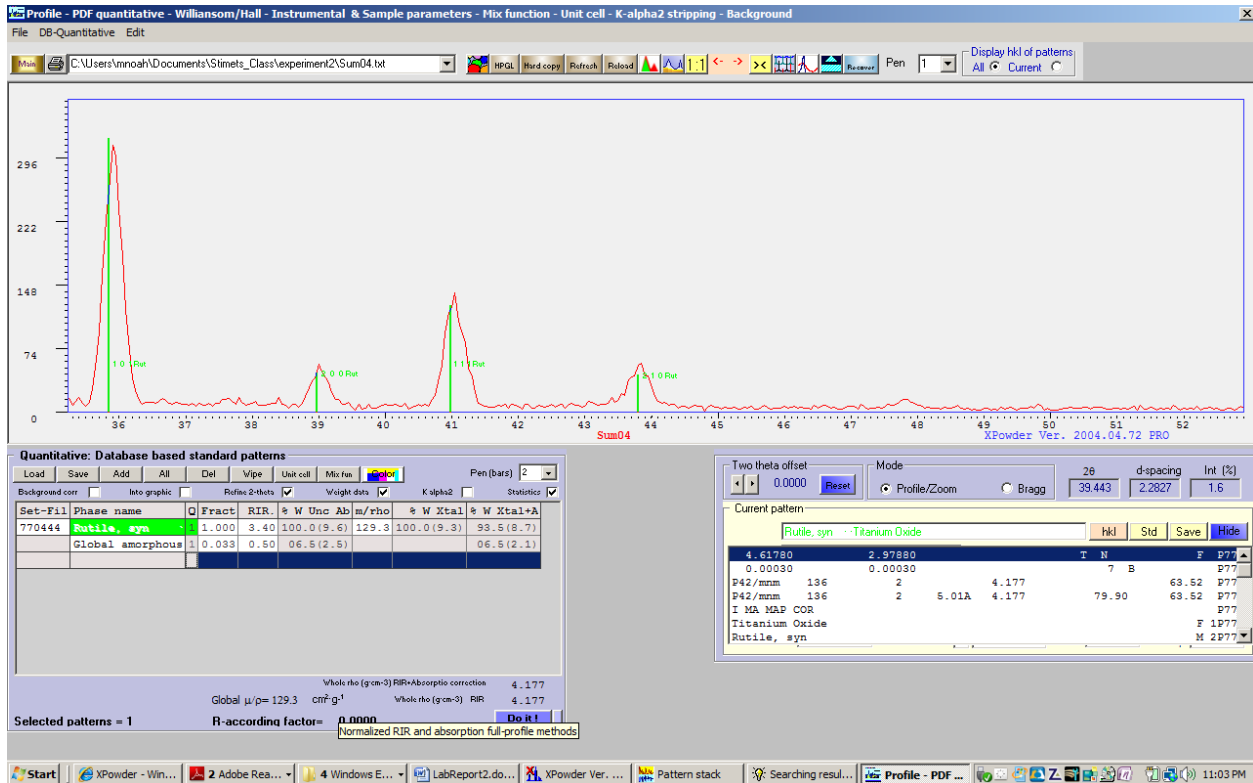 Profile - PDF quantitative - Williansom/Hall - Instrumental & Sample parameters - Mix function - Unit cell - K-alpha2 stripping - Background
File DB-Quantitative Edit
Main C:\Users\mnoah\Documents\Stimets_Class\experiment2\Sum04.txt HPGL Hard copy Refresh Reload 1:1 <- -> >< Recover Pen 1
Display hkl of patterns
All Current
296
222
148
74
0
2 0 0 Rut
36 37 38 39 40 41 42 43 44 45 46 47 48 49 50 51 52
Sum04 XPowder Ver. 2004.04.72 PRO
Quantitative: Database based standard patterns
Load Save Add All Del Wipe Unit cell Mix fun Color Pen (bars) 2
Background corr Into graphic Refine 2-theta Weight data K alpha2 Statistics
Set-Fil Phase name Q Fract RIR. % W Unc Ab m/rho % W Xtal % W Xtal+A
770444 Rutile, syn 1 1.000 3.40 100.0(9.6) 129.3 100.0(9.3) 93.5(8.7)
Global amorphous 1 0.033 0.50 06.5(2.5) 06.5(2.1)
Whole rho (g·cm-3) RIR+Absorptio correction 4.177
Global µ/ρ= 129.3 cm²·g-¹ Whole rho (g·cm-3) RIR 4.177
Selected patterns = 1 R-according factor= 0.0000 Do it !
Normalized RIR and absorption full-profile methods
Two theta offset
0.0000 Reset
Mode
Profile/Zoom Bragg
2θ d-spacing Int (%)
39.443 2.2827 1.6
Current pattern
Rutile, syn - - Titanium Oxide hkl Std Save Hide
4.61780 2.97880 T N F P77
0.00030 0.00030 7 B P77
P42/mnm 136 2 4.177 63.52 P77
P42/mnm 136 2 5.01A 4.177 79.90 63.52 P77
I MA MAP COR P77
Titanium Oxide F 1P77
Rutile, syn M 2P77
Start XPowder - Win... 2 Adobe Rea... 4 Windows E... LabReport2.do... XPowder Ver. ... Pattern stack Searching resul... Profile - PDF ... 11:03 PM